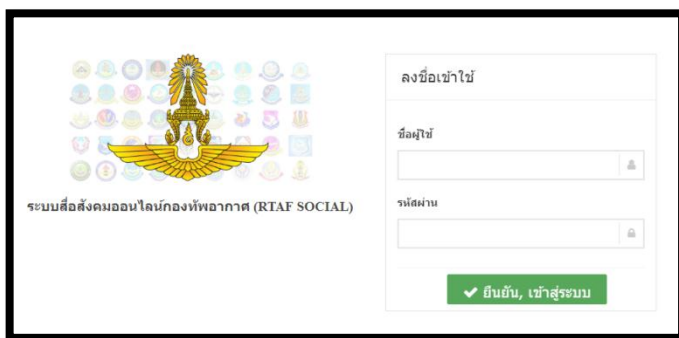 ระบบสื่อสังคมออนไลน์กองทัพอากาศ (RTAF SOCIAL)
ลงชื่อเข้าใช้
ชื่อผู้ใช้
รหัสผ่าน
ยืนยัน, เข้าสู่ระบบ